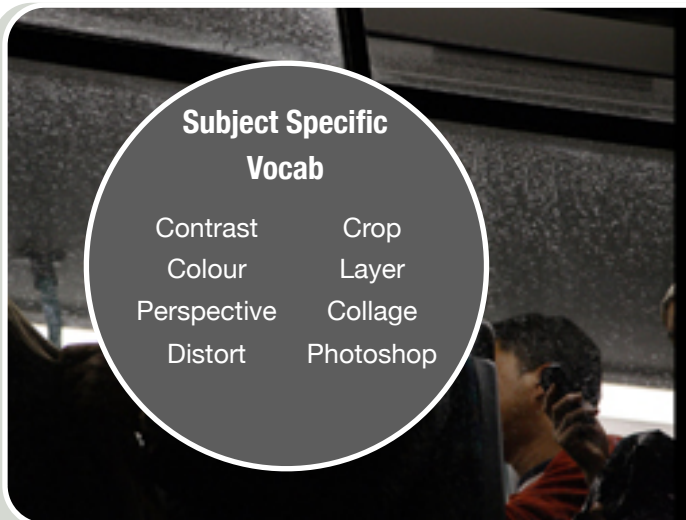 Subject Specific
Vocab
Contrast Crop
Colour Layer
Perspective Collage
Distort Photoshop